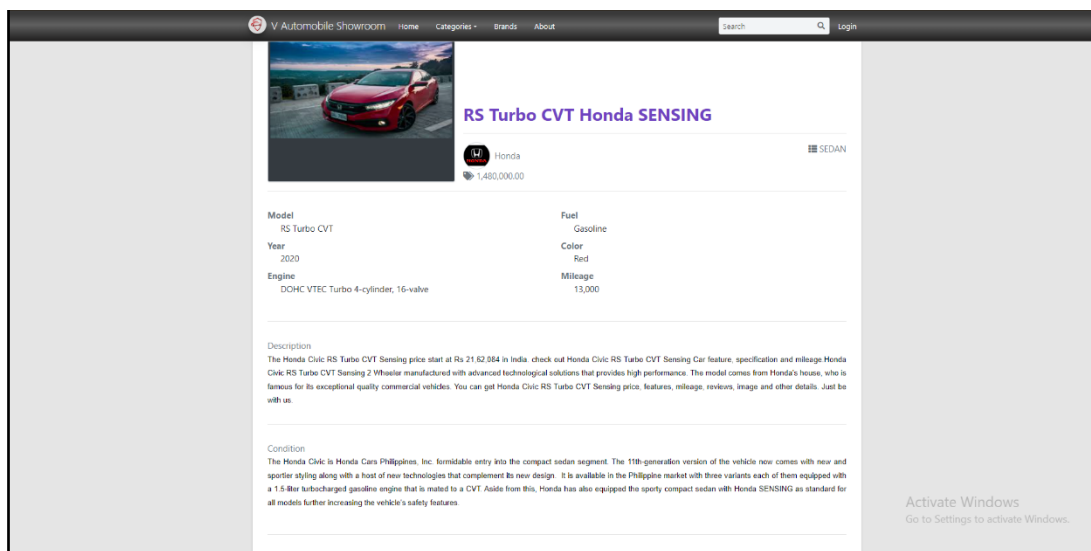 V Automobile Showroom Home Categories Brands About Search Login
RS Turbo CVT Honda SENSING
Honda
SEDAN
1,480,000.00
Model
RS Turbo CVT
Fuel
Gasoline
Year
2020
Color
Red
Engine
DOHC VTEC Turbo 4-cylinder, 16-valve
Mileage
13,000
Description
The Honda Civic RS Turbo CVT Sensing price start at Rs 21,62,084 in India. check out Honda Civic RS Turbo CVT Sensing Car feature, specification and mileage.Honda
Civic RS Turbo CVT Sensing 2 Wheeler manufactured with advanced technological solutions that provides high performance. The model comes from Honda's house, who is
famous for its exceptional quality commercial vehicles. You can get Honda Civic RS Turbo CVT Sensing price, features, mileage, reviews, image and other details. Just be
with us.
Condition
The Honda Civic is Honda Cars Philippines, Inc. formidable entry into the compact sedan segment. The 11th-generation version of the vehicle now comes with new and
sportier styling along with a host of new technologies that complement its new design. It is available in the Philippine market with three variants each of them equipped with
a 1.5-liter turbocharged gasoline engine that is mated to a CVT. Aside from this, Honda has also equipped the sporty compact sedan with Honda SENSING as standard for
all models further increasing the vehicle's safety features.
Activate Windows
Go to Settings to activate Windows.